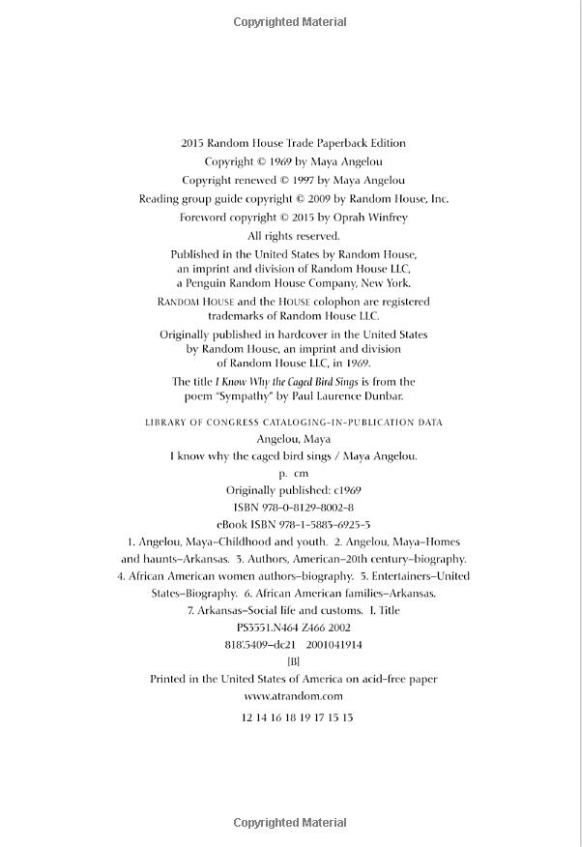 Copyrighted Material
2015 Random House Trade Paperback Edition
Copyright © 1969 by Maya Angelou
Copyright renewed © 1997 by Maya Angelou
Reading group guide copyright © 2009 by Random House, Inc.
Foreword copyright © 2015 by Oprah Winfrey
All rights reserved.
Published in the United States by Random House,
an imprint and division of Random House LLC,
a Penguin Random House Company, New York.
RANDOM HOUSE and the HOUSE colophon are registered
trademarks of Random House LLC.
Originally published in hardcover in the United States
by Random House, an imprint and division
of Random House LLC, in 1969.
The title I Know Why the Caged Bird Sings is from the
poem “Sympathy” by Paul Laurence Dunbar.
LIBRARY OF CONGRESS CATALOGING-IN-PUBLICATION DATA
Angelou, Maya
I know why the caged bird sings / Maya Angelou.
p. cm
Originally published: c1969
ISBN 978-0-8129-8002-8
eBook ISBN 978-1-5883-6925-3
1. Angelou, Maya–Childhood and youth. 2. Angelou, Maya–Homes
and haunts–Arkansas. 3. Authors, American–20th century–biography.
4. African American women authors–biography. 5. Entertainers–United
States–Biography. 6. African American families–Arkansas.
7. Arkansas–Social life and customs. I. Title
PS3551.N464 Z466 2002
818'.5409–dc21 2001041914
[B]
Printed in the United States of America on acid-free paper
www.atrandom.com
12 14 16 18 19 17 15 13
Copyrighted Material